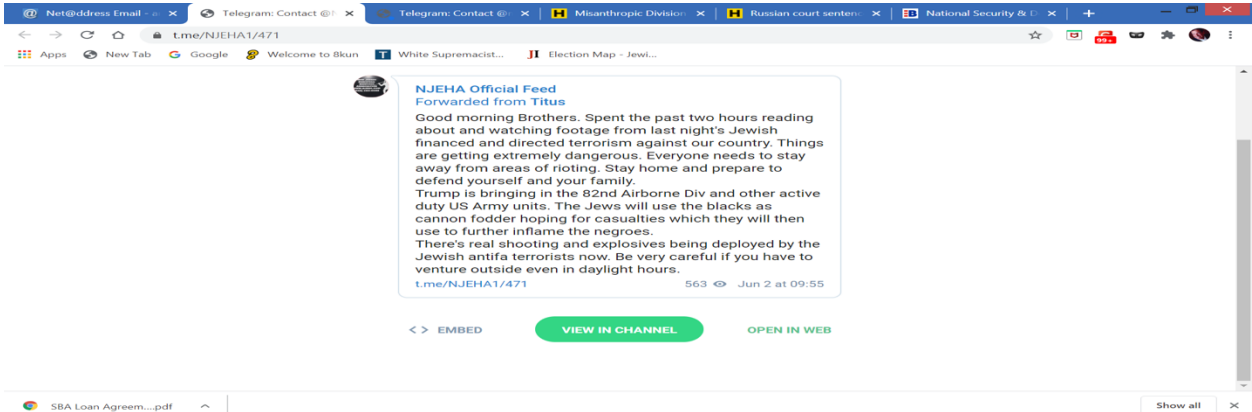 Net@ddress Email - a
Telegram: Contact @N
Telegram: Contact @
Misanthropic Division
Russian court sentenc
National Security & D
t.me/NJEHA1/471
99+
Apps
New Tab
Google
Welcome to 8kun
White Supremacist...
Election Map - Jewi...
NJEHA Official Feed
Forwarded from Titus
Good morning Brothers. Spent the past two hours reading
about and watching footage from last night's Jewish
financed and directed terrorism against our country. Things
are getting extremely dangerous. Everyone needs to stay
away from areas of rioting. Stay home and prepare to
defend yourself and your family.
Trump is bringing in the 82nd Airborne Div and other active
duty US Army units. The Jews will use the blacks as
cannon fodder hoping for casualties which they will then
use to further inflame the negroes.
There's real shooting and explosives being deployed by the
Jewish antifa terrorists now. Be very careful if you have to
venture outside even in daylight hours.
t.me/NJEHA1/471 563 Jun 2 at 09:55
< > EMBED
VIEW IN CHANNEL
OPEN IN WEB
SBA Loan Agreem....pdf
Show all